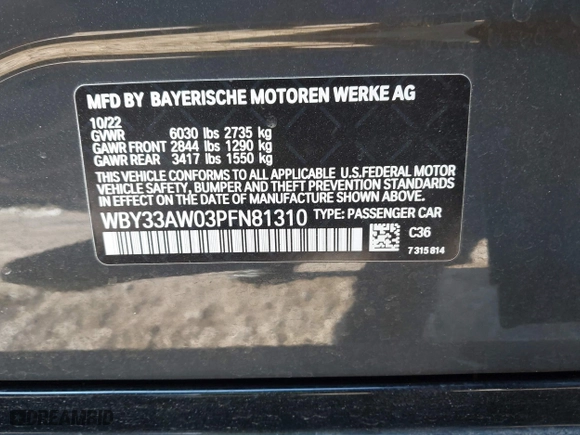 MFD BY BAYERISCHE MOTOREN WERKE AG
10/22
GVWR 6030 lbs 2735 kg
GAWR FRONT 2844 lbs 1290 kg
GAWR REAR 3417 lbs 1550 kg
THIS VEHICLE CONFORMS TO ALL APPLICABLE U.S.FEDERAL MOTOR
VEHICLE SAFETY, BUMPER AND THEFT PREVENTION STANDARDS
IN EFFECT ON THE DATE OF MANUFACTURE SHOWN ABOVE.
WBY33AW03PFN81310 TYPE: PASSENGER CAR
C36
7 315 814
DREAMBID